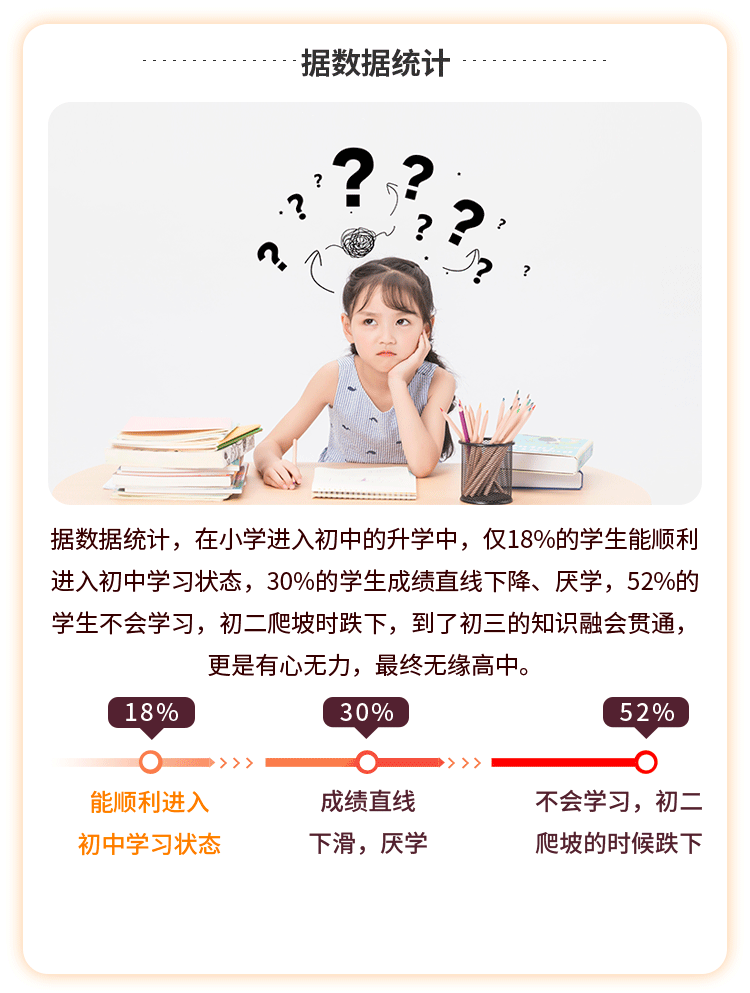 据数据统计
据数据统计，在小学进入初中的升学中，仅18%的学生能顺利
进入初中学习状态，30%的学生成绩直线下降、厌学，52%的
学生不会学习，初二爬坡时跌下，到了初三的知识融会贯通，
更是有心无力，最终无缘高中。
18%
30%
52%
能顺利进入
初中学习状态
成绩直线
下滑，厌学
不会学习，初二
爬坡的时候跌下